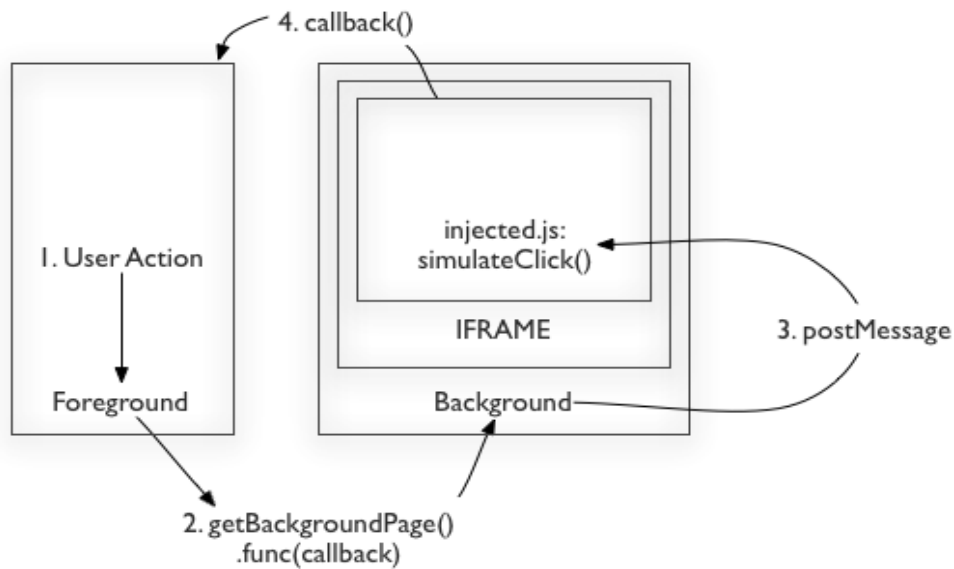 4. callback()
injected.js:
simulateClick()
1. User Action
IFRAME
3. postMessage
Foreground
Background
2. getBackgroundPage()
.func(callback)